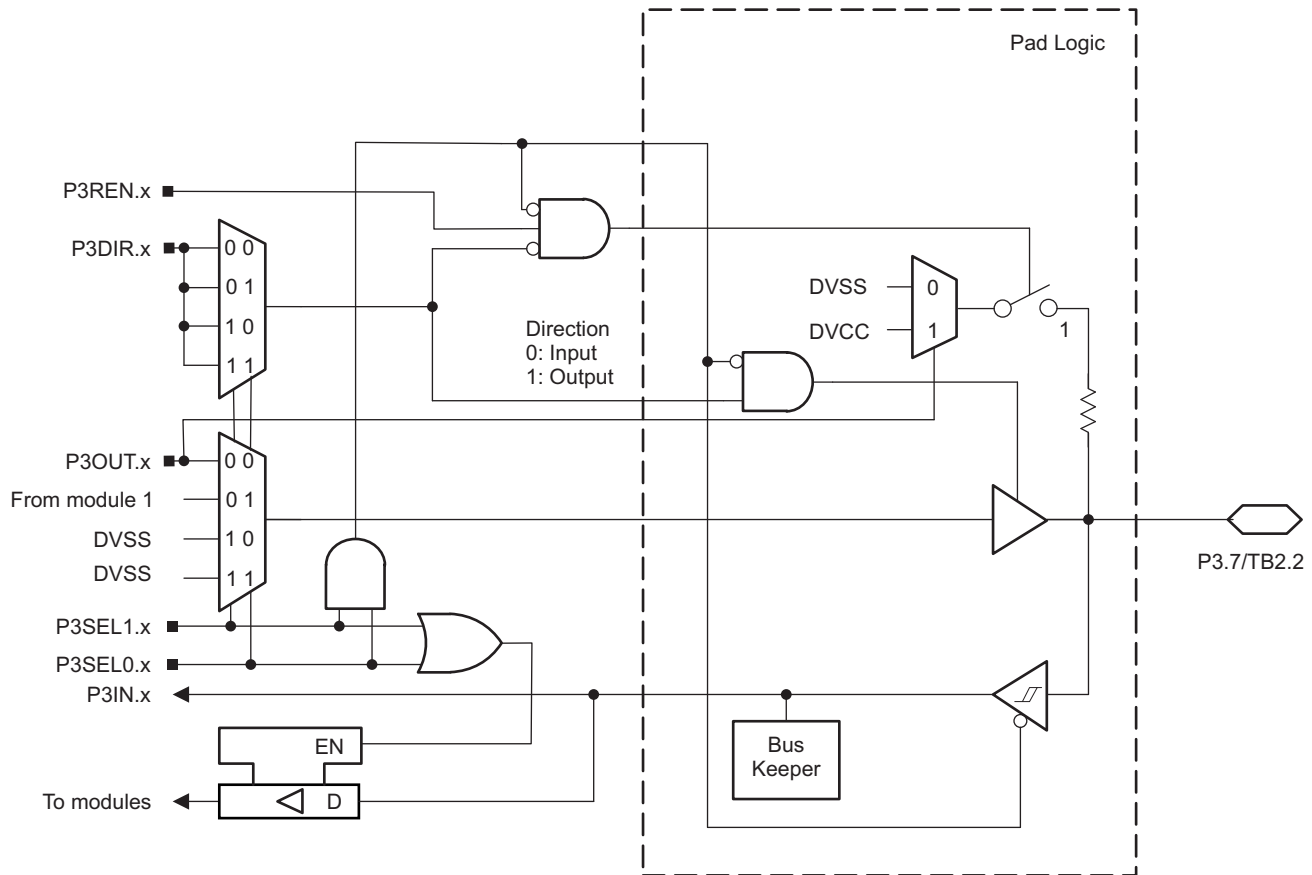 Pad Logic
P3REN.x
P3DIR.x
0 0
0 1
1 0
1 1
Direction
0: Input
1: Output
DVSS
0
DVCC
1
1
P3OUT.x
0 0
From module 1
0 1
DVSS
1 0
DVSS
1 1
P3.7/TB2.2
P3SEL1.x
P3SEL0.x
P3IN.x
Bus
Keeper
EN
To modules
D